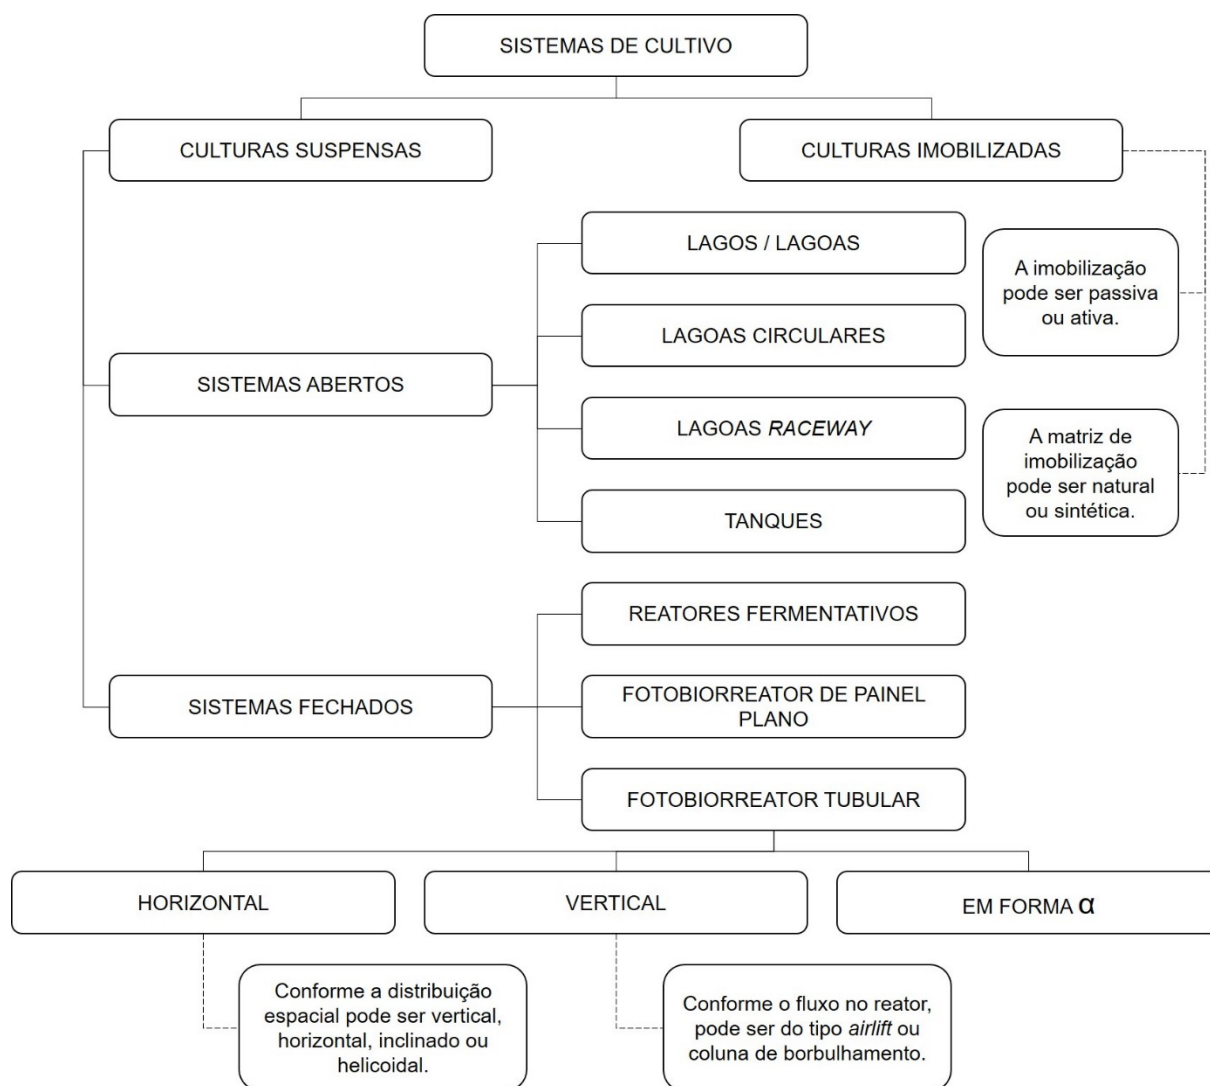 SISTEMAS DE CULTIVO
CULTURAS SUSPENSAS
CULTURAS IMOBILIZADAS
LAGOS / LAGOAS
A imobilização
pode ser passiva
ou ativa.
LAGOAS CIRCULARES
SISTEMAS ABERTOS
LAGOAS RACEWAY
A matriz de
imobilização
pode ser natural
ou sintética.
TANQUES
REATORES FERMENTATIVOS
SISTEMAS FECHADOS
FOTOBIORREATOR DE PAINEL
PLANO
FOTOBIORREATOR TUBULAR
HORIZONTAL
VERTICAL
EM FORMA α
Conforme a distribuição
espacial pode ser vertical,
horizontal, inclinado ou
helicoidal.
Conforme o fluxo no reator,
pode ser do tipo airlift ou
coluna de borbulhamento.